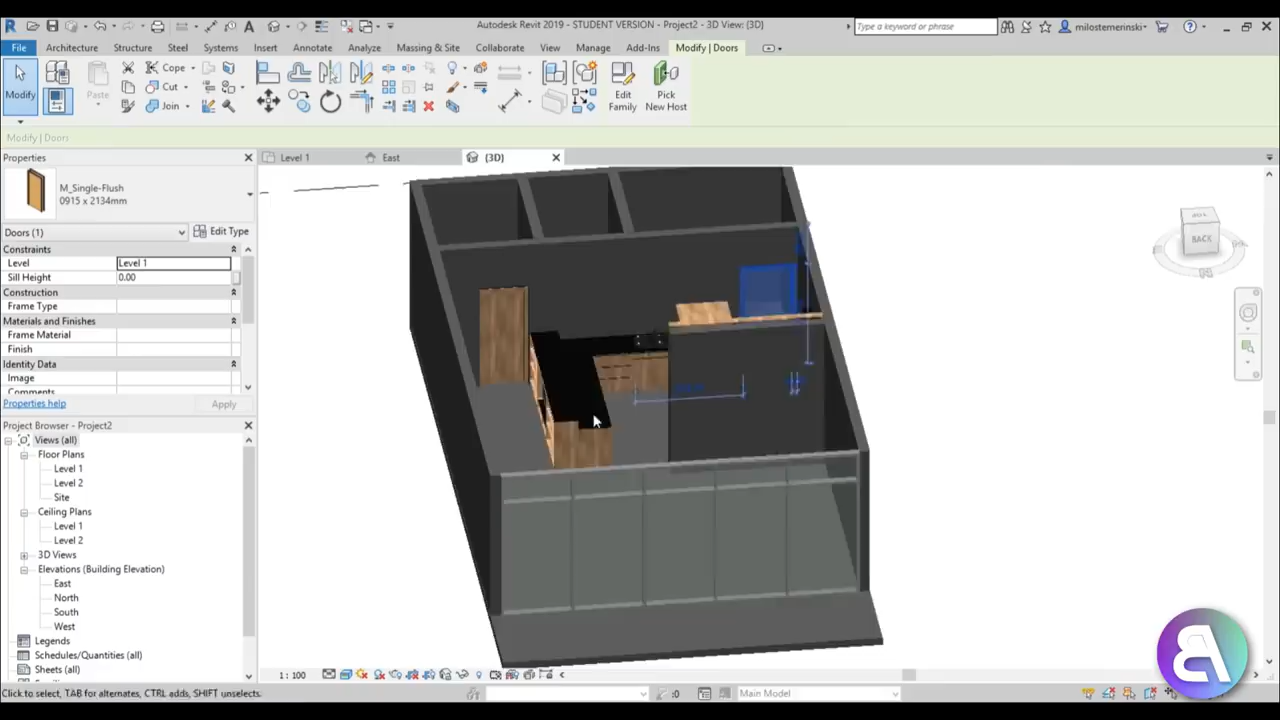 Autodesk Revit 2019 - STUDENT VERSION - Project2 - 3D View: {3D}
Type a keyword or phrase
milostemerinski
File Architecture Structure Steel Systems Insert Annotate Analyze Massing & Site Collaborate View Manage Add-Ins Modify | Doors
Modify
Paste
Cope
Cut
Join
Edit Family
Pick New Host
Modify | Doors
Properties
Level 1
East
{3D}
M_Single-Flush
0915 x 2134mm
Doors (1)
Edit Type
Constraints
Level Level 1
Sill Height 0.00
Construction
Frame Type
Materials and Finishes
Frame Material
Finish
Identity Data
Image
Comments
Properties help
Apply
Project Browser - Project2
Views (all)
Floor Plans
Level 1
Level 2
Site
Ceiling Plans
Level 1
Level 2
3D Views
Elevations (Building Elevation)
East
North
South
West
Legends
Schedules/Quantities (all)
Sheets (all)
BACK
1 : 100
Click to select, TAB for alternates, CTRL adds, SHIFT unselects.
:0
Main Model